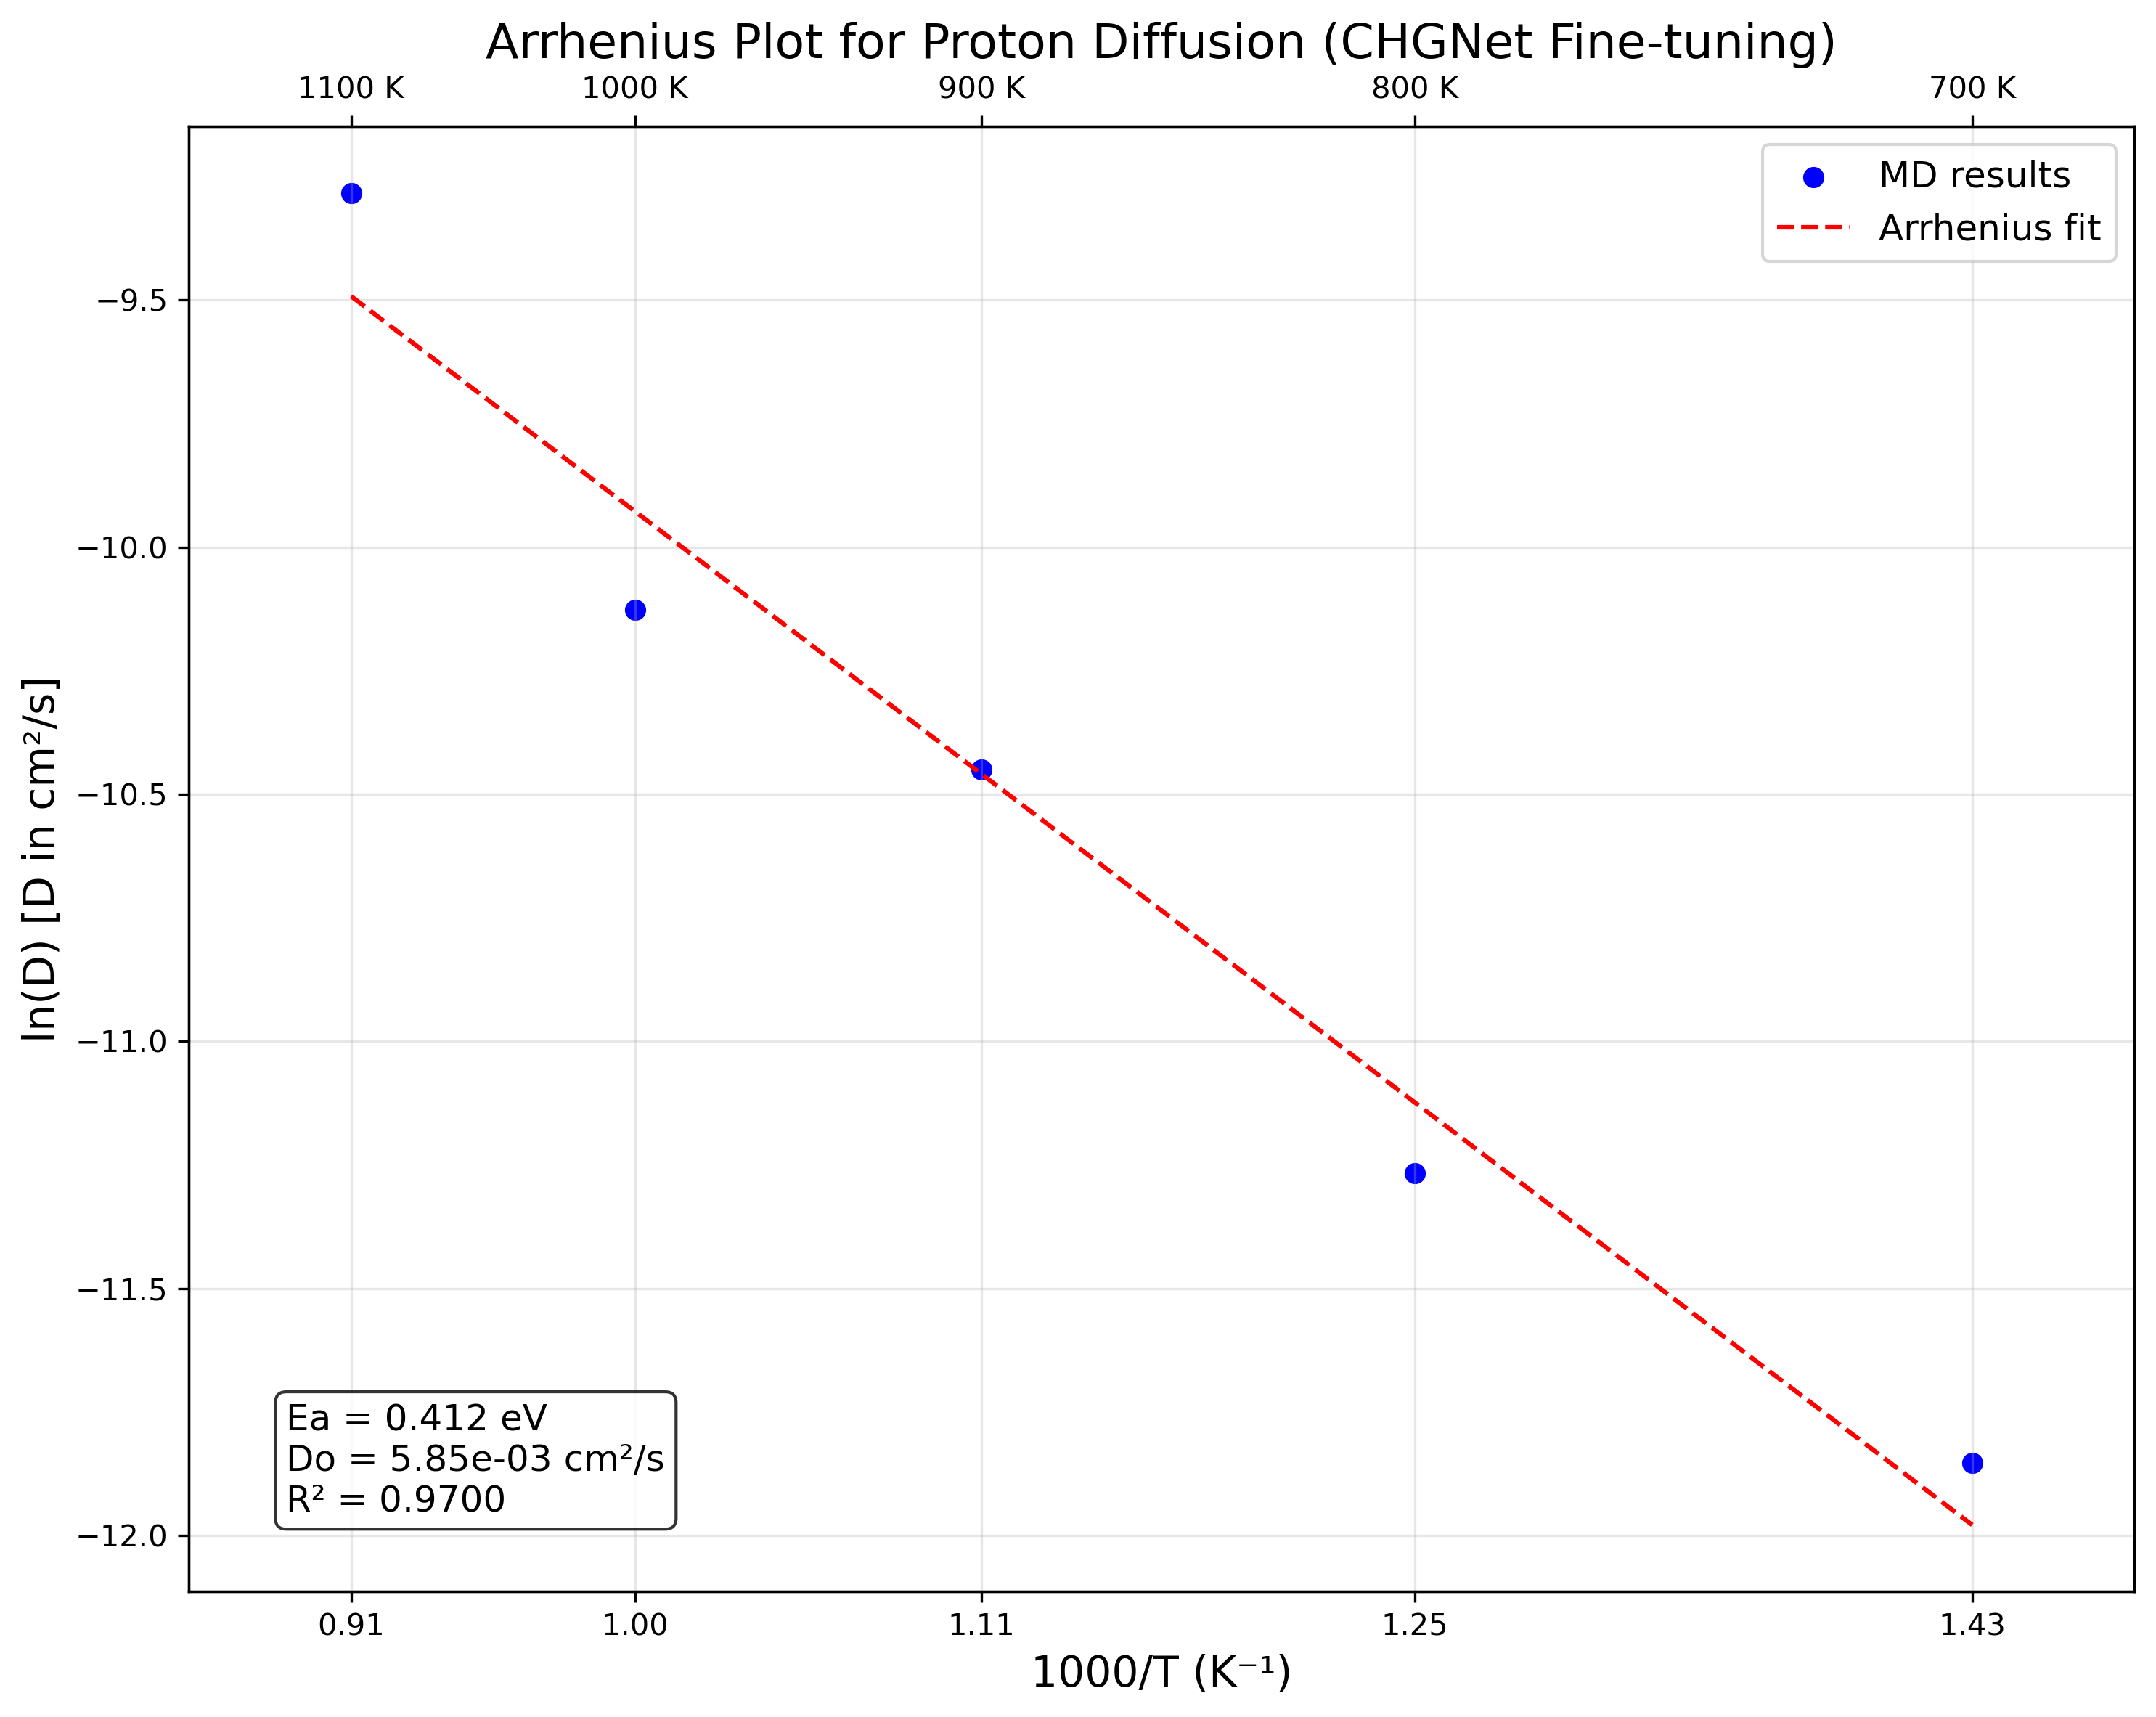 Arrhenius Plot for Proton Diffusion (CHGNet Fine-tuning)
1100 K
1000 K
900 K
800 K
700 K
MD results
Arrhenius fit
−9.5
−10.0
−10.5
−11.0
−11.5
−12.0
ln(D) [D in cm²/s]
Ea = 0.412 eV
Do = 5.85e-03 cm²/s
R² = 0.9700
0.91
1.00
1.11
1.25
1.43
1000/T (K⁻¹)